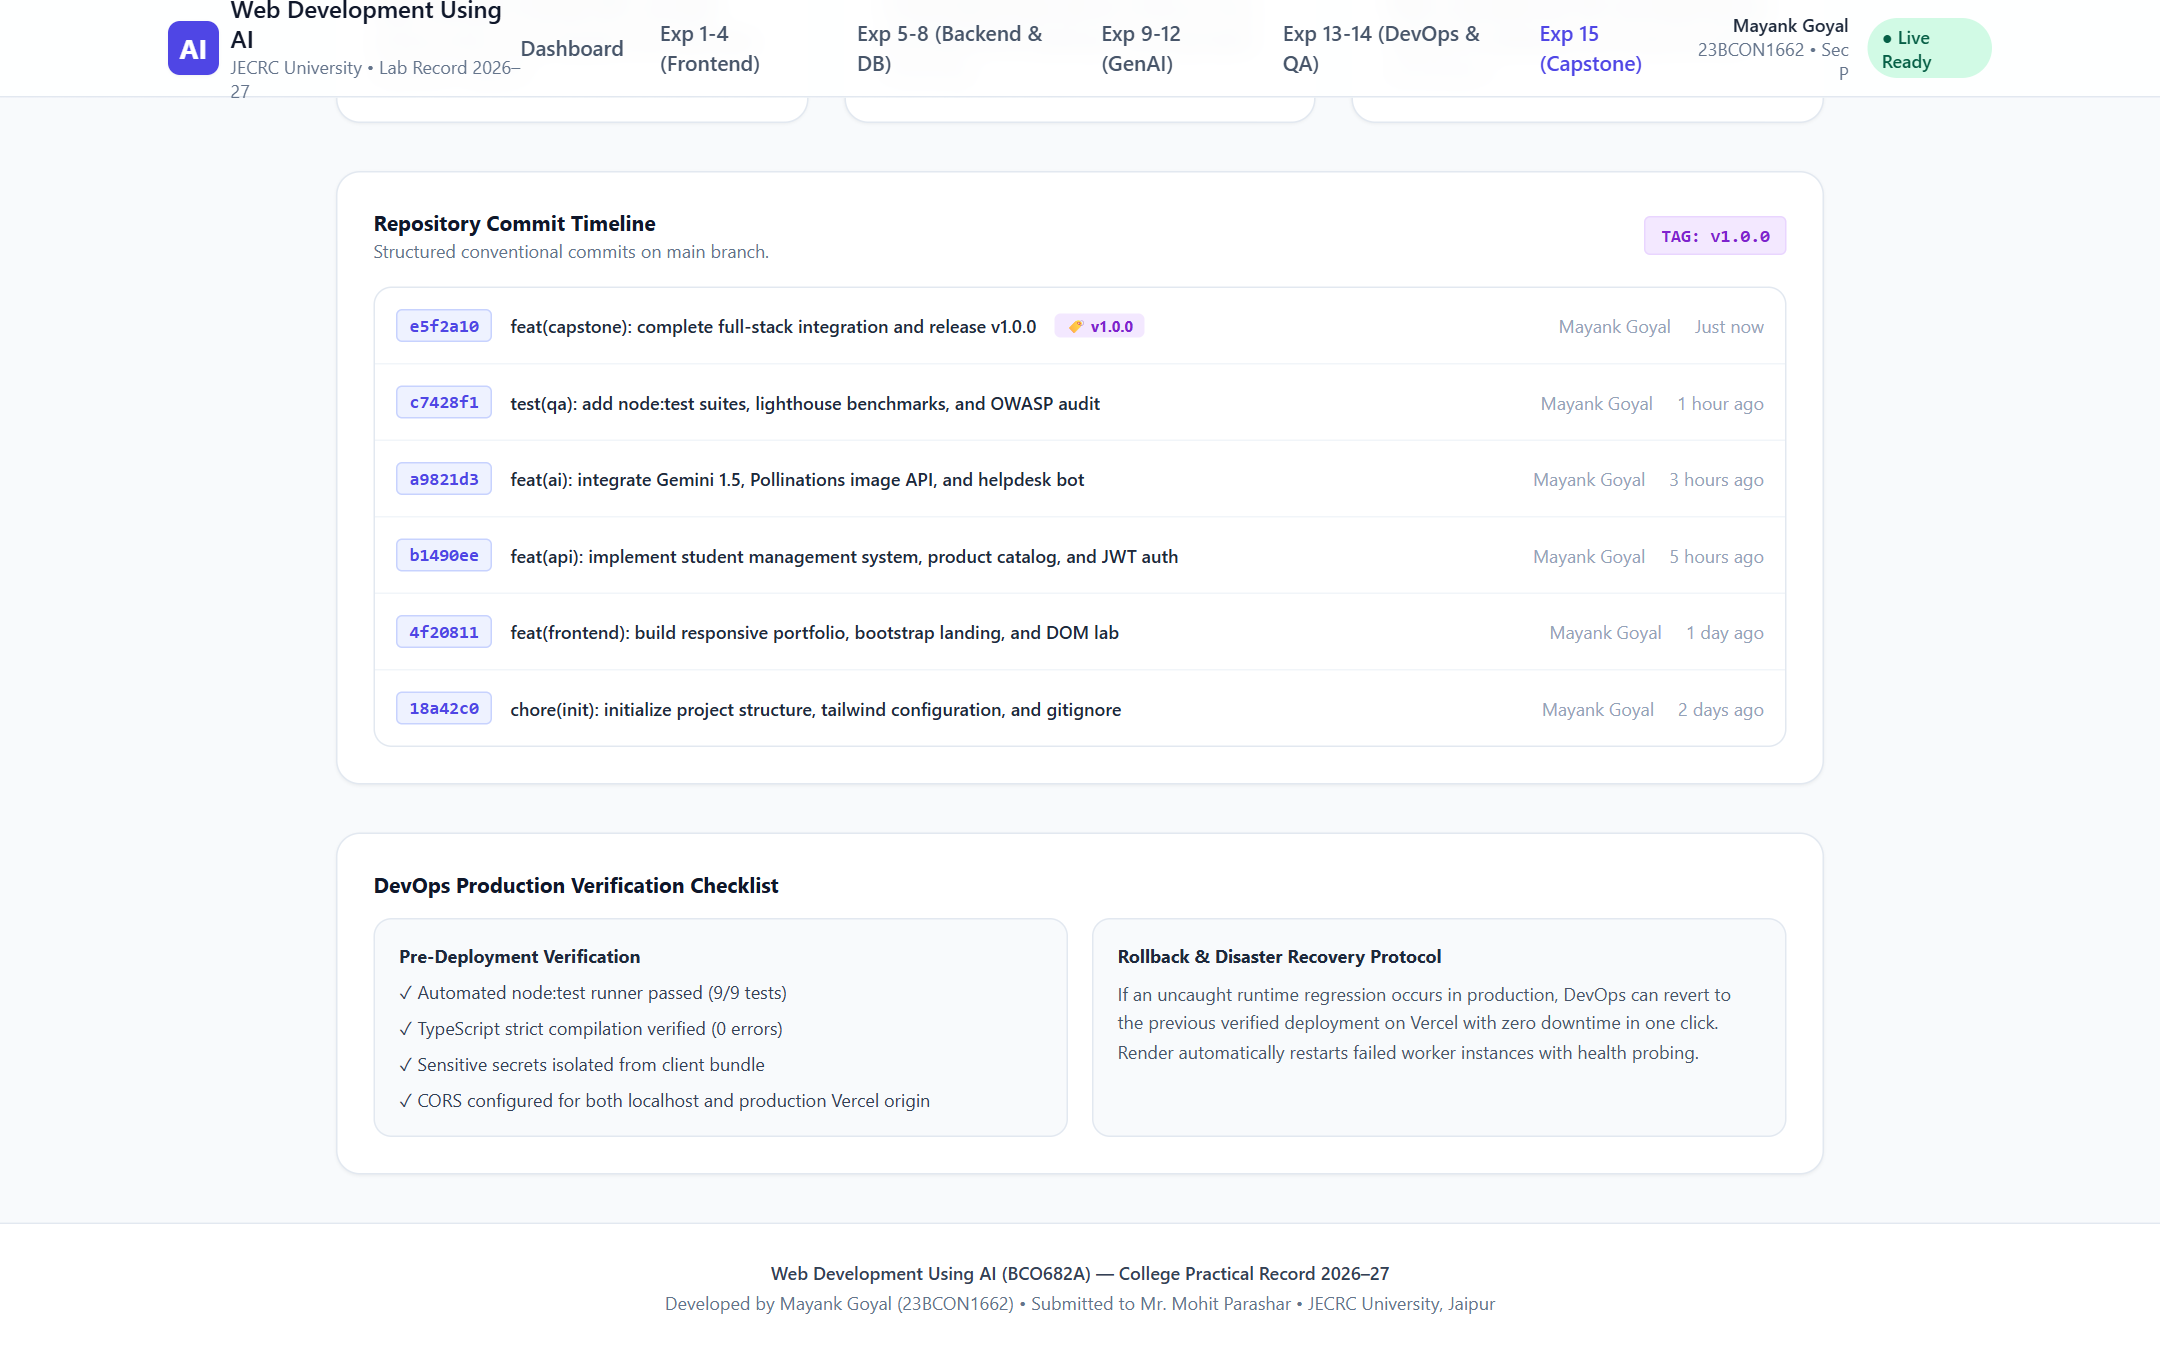 AI
Web Development Using
AI
JECRC University • Lab Record 2026–
27
Dashboard
Exp 1-4
(Frontend)
Exp 5-8 (Backend &
DB)
Exp 9-12
(GenAI)
Exp 13-14 (DevOps &
QA)
Exp 15
(Capstone)
Mayank Goyal
23BCON1662 • Sec
P
● Live
Ready
Repository Commit Timeline
Structured conventional commits on main branch.
TAG: v1.0.0
e5f2a10 feat(capstone): complete full-stack integration and release v1.0.0 v1.0.0 Mayank Goyal Just now
c7428f1 test(qa): add node:test suites, lighthouse benchmarks, and OWASP audit Mayank Goyal 1 hour ago
a9821d3 feat(ai): integrate Gemini 1.5, Pollinations image API, and helpdesk bot Mayank Goyal 3 hours ago
b1490ee feat(api): implement student management system, product catalog, and JWT auth Mayank Goyal 5 hours ago
4f20811 feat(frontend): build responsive portfolio, bootstrap landing, and DOM lab Mayank Goyal 1 day ago
18a42c0 chore(init): initialize project structure, tailwind configuration, and gitignore Mayank Goyal 2 days ago
DevOps Production Verification Checklist
Pre-Deployment Verification
✓ Automated node:test runner passed (9/9 tests)
✓ TypeScript strict compilation verified (0 errors)
✓ Sensitive secrets isolated from client bundle
✓ CORS configured for both localhost and production Vercel origin
Rollback & Disaster Recovery Protocol
If an uncaught runtime regression occurs in production, DevOps can revert to
the previous verified deployment on Vercel with zero downtime in one click.
Render automatically restarts failed worker instances with health probing.
Web Development Using AI (BCO682A) — College Practical Record 2026–27
Developed by Mayank Goyal (23BCON1662) • Submitted to Mr. Mohit Parashar • JECRC University, Jaipur